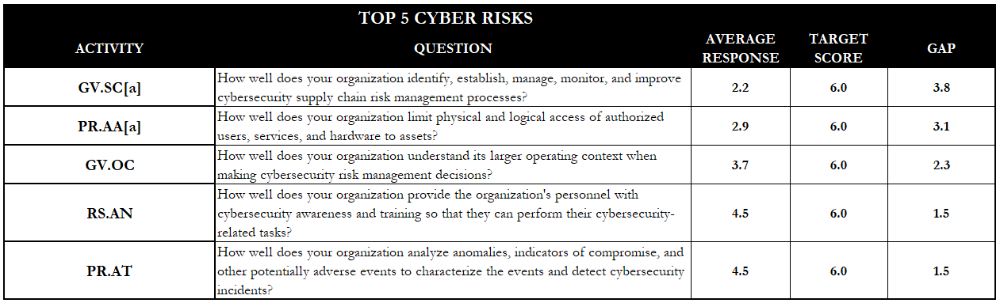 TOP 5 CYBER RISKS
ACTIVITY QUESTION AVERAGE RESPONSE TARGET SCORE GAP
GV.SC[a] How well does your organization identify, establish, manage, monitor, and improve
cybersecurity supply chain risk management processes? 2.2 6.0 3.8
PR.AA[a] How well does your organization limit physical and logical access of authorized
users, services, and hardware to assets? 2.9 6.0 3.1
GV.OC How well does your organization understand its larger operating context when
making cybersecurity risk management decisions? 3.7 6.0 2.3
RS.AN How well does your organization provide the organization's personnel with
cybersecurity awareness and training so that they can perform their cybersecurity-
related tasks? 4.5 6.0 1.5
PR.AT How well does your organization analyze anomalies, indicators of compromise, and
other potentially adverse events to characterize the events and detect cybersecurity
incidents? 4.5 6.0 1.5